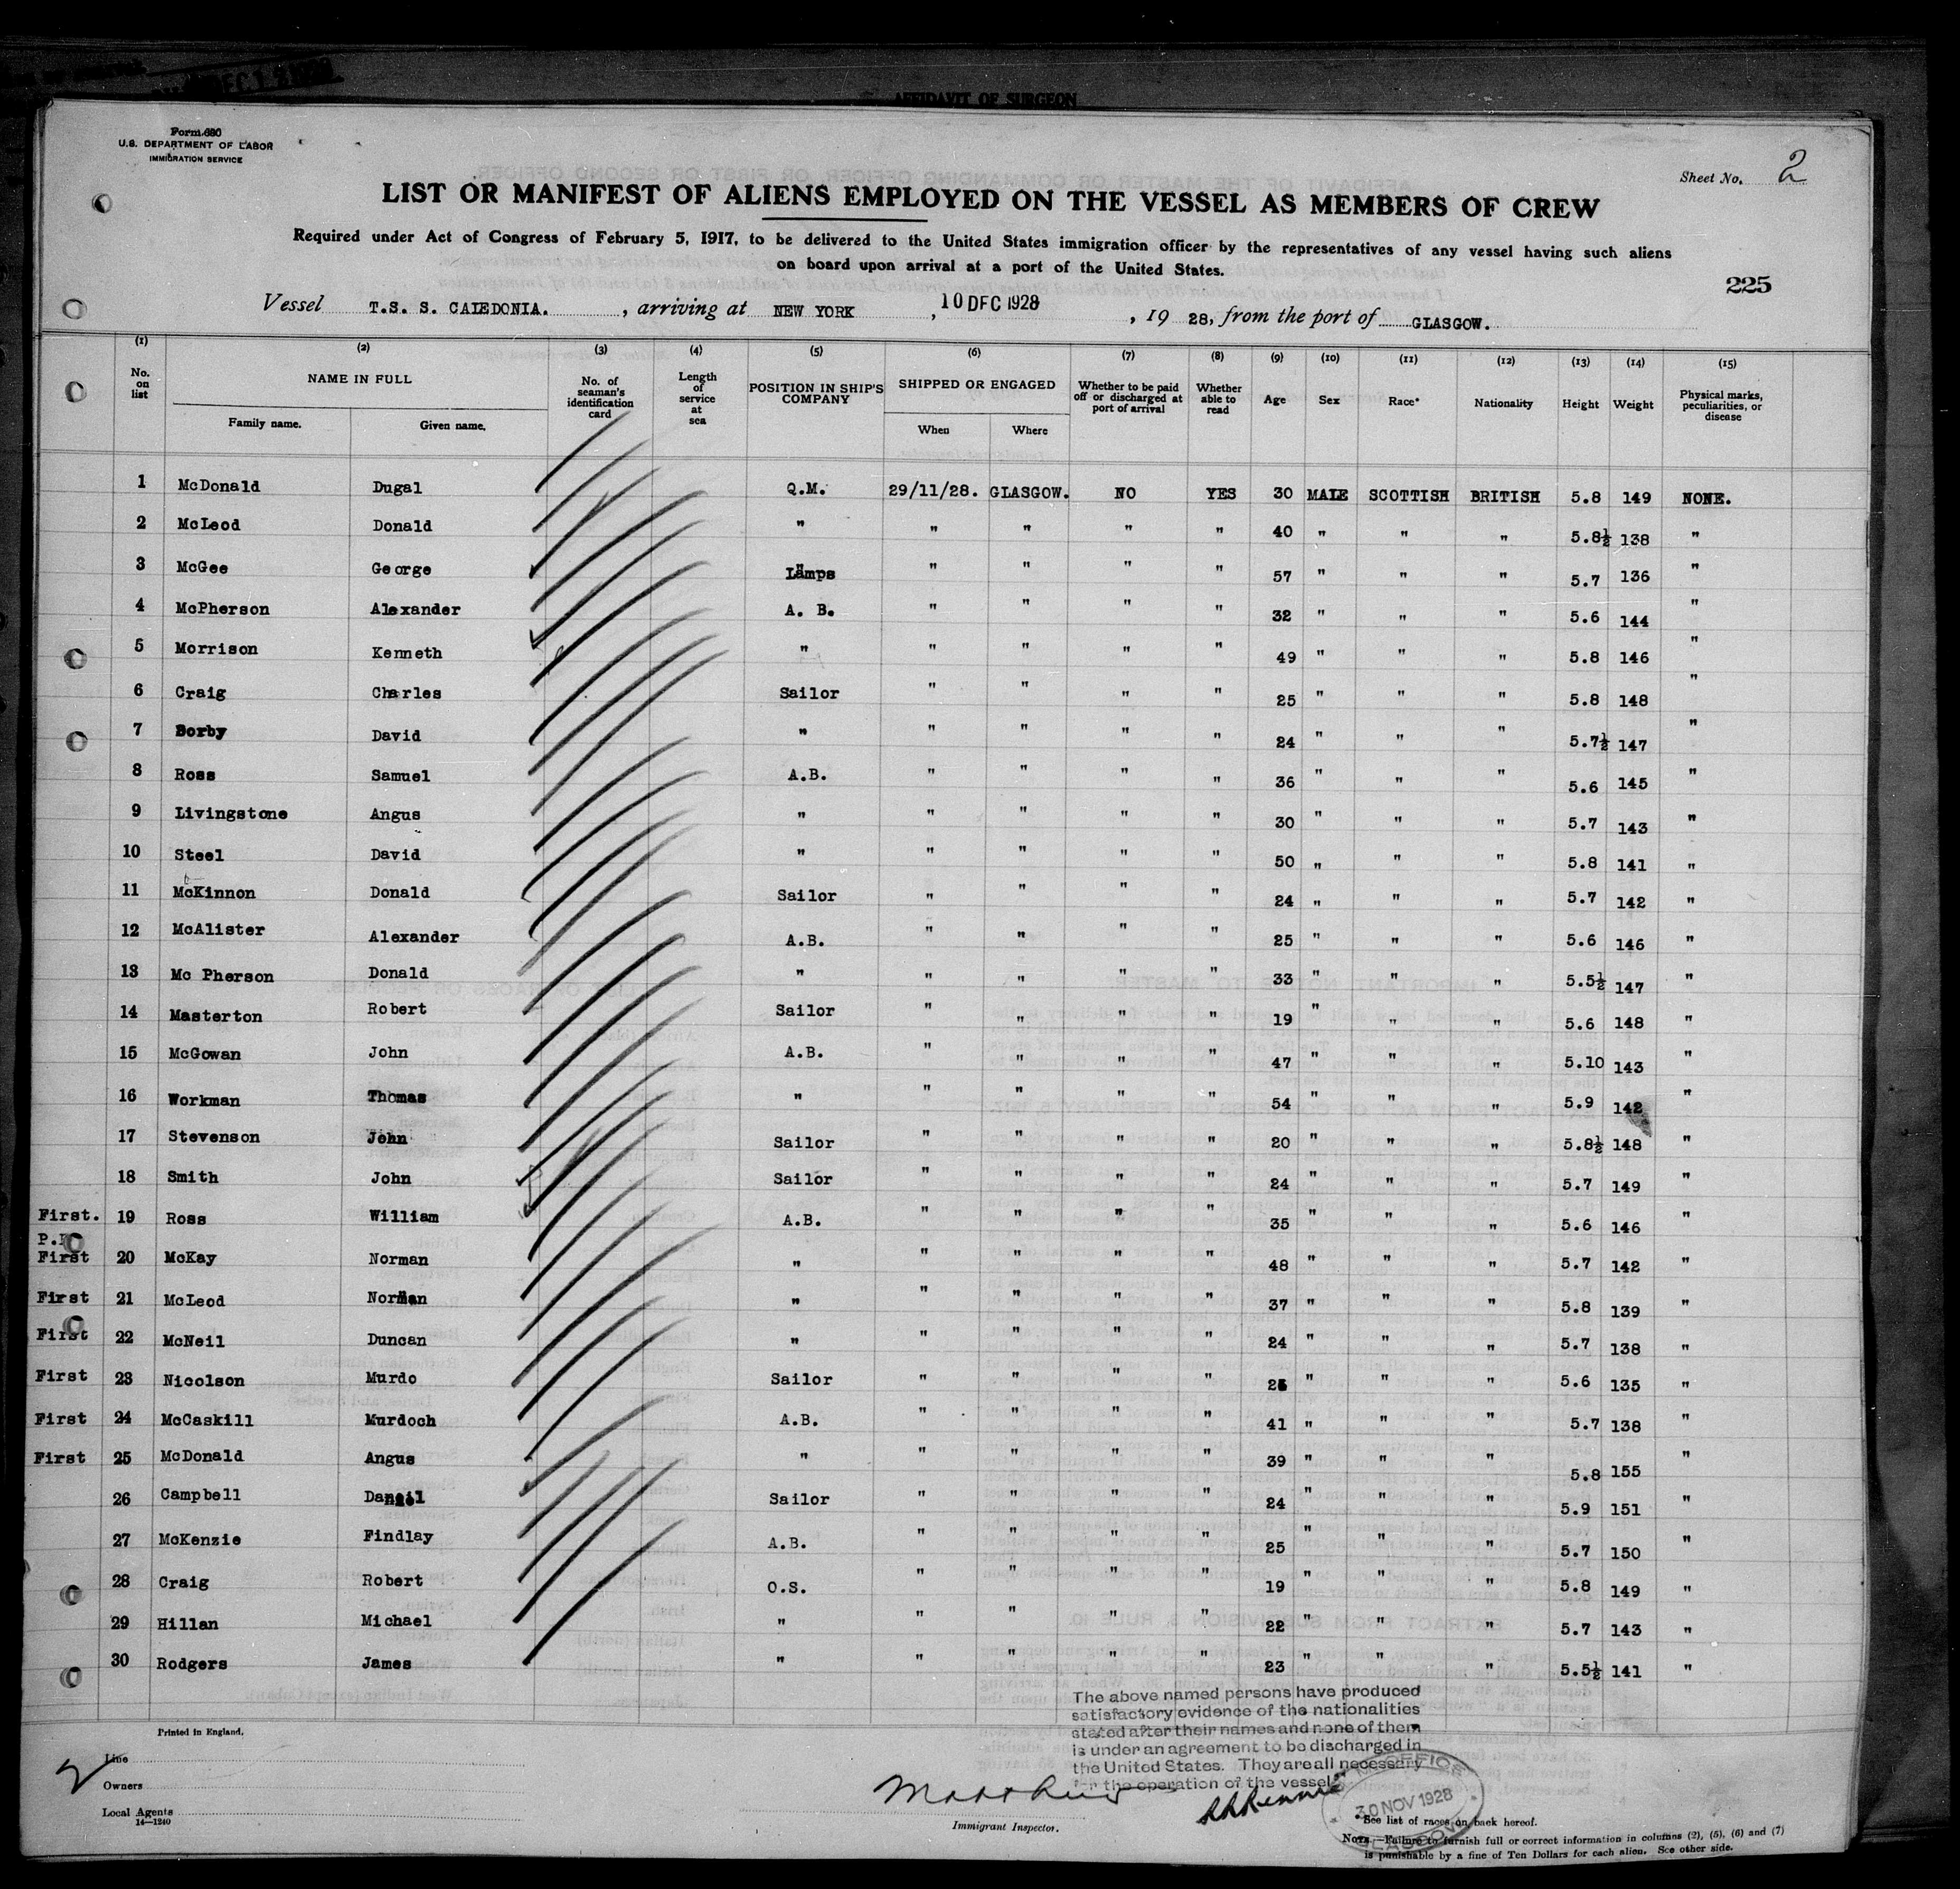 AFFIDAVIT OF SURGEON
Form 680
U.S. DEPARTMENT OF LABOR
IMMIGRATION SERVICE
Sheet No. 2
LIST OR MANIFEST OF ALIENS EMPLOYED ON THE VESSEL AS MEMBERS OF CREW
Required under Act of Congress of February 5, 1917, to be delivered to the United States immigration officer by the representatives of any vessel having such aliens
on board upon arrival at a port of the United States.
225
Vessel T.S. S. CALEDONIA. , arriving at NEW YORK , 10 DEC 1928 , 19 28, from the port of GLASGOW.
(1) (2) (3) (4) (5) (6) (7) (8) (9) (10) (11) (12) (13) (14) (15)
No. on list NAME IN FULL Family name. Given name. No. of seaman's identification card Length of service at sea POSITION IN SHIP'S COMPANY SHIPPED OR ENGAGED When Where Whether to be paid off or discharged at port of arrival Whether able to read Age Sex Race* Nationality Height Weight Physical marks, peculiarities, or disease
1 McDonald Dugal Q.M. 29/11/28. GLASGOW. NO YES 30 MALE SCOTTISH BRITISH 5.8 149 NONE.
2 McLeod Donald " " " " " 40 " " " 5.8½ 138 "
3 McGee George Lamps " " " " 57 " " " 5.7 136 "
4 McPherson Alexander A. B. " " " " 32 " " " 5.6 144 "
5 Morrison Kenneth " " " " " 49 " " " 5.8 146 "
6 Craig Charles Sailor " " " " 25 " " " 5.8 148 "
7 Borby David " " " " " 24 " " " 5.7½ 147 "
8 Ross Samuel A.B. " " " " 36 " " " 5.6 145 "
9 Livingstone Angus " " " " " 30 " " " 5.7 143 "
10 Steel David " " " " " 50 " " " 5.8 141 "
11 McKinnon Donald Sailor " " " " 24 " " " 5.7 142 "
12 McAlister Alexander A.B. " " " " 25 " " " 5.6 146 "
13 Mc Pherson Donald " " " " " 33 " " " 5.5½ 147 "
14 Masterton Robert Sailor " " " " 19 " " " 5.6 148 "
15 McGowan John A.B. " " " " 47 " " " 5.10 143 "
16 Workman Thomas " " " " " 54 " " " 5.9 142 "
17 Stevenson John Sailor " " " " 20 " " " 5.8½ 148 "
18 Smith John Sailor " " " " 24 " " " 5.7 149 "
First. 19 Ross William A.B. " " " " 35 " " " 5.6 146 "
First 20 McKay Norman " " " " " 48 " " " 5.7 142 "
First 21 McLeod Norman " " " " " 37 " " " 5.8 139 "
First 22 McNeil Duncan " " " " " 24 " " " 5.7 138 "
First 23 Nicolson Murdo Sailor " " " " " " " 5.6 135 "
First 24 McCaskill Murdoch A.B. " " " " 41 " " " 5.7 138 "
First 25 McDonald Angus " " " " " 39 " " " 5.8 155 "
26 Campbell Sailor " " " " 24 " " " 5.9 151 "
27 McKenzie Findlay A.B. " " " " 25 " " " 5.7 150 "
28 Craig Robert O.S. " " " " 19 " " " 5.8 149 "
29 Hillan Michael " " " " " 22 " " " 5.7 143 "
30 Rodgers James " " " " " 23 " " " 5.5½ 141 "
The above named persons have produced
satisfactory evidence of the nationalities
stated after their names and none of them
is under an agreement to be discharged in
the United States. They are all necessary
for the operation of the vessel.
Printed in England.
2
Line
Owners
Local Agents
14—1240
Immigrant Inspector.
OFFICE
30 NOV 1928
GLASGOW
*See list of races on back hereof.
NOTE.—Failure to furnish full or correct information in columns (2), (5), (6) and (7)
is punishable by a fine of Ten Dollars for each alien. See other side.